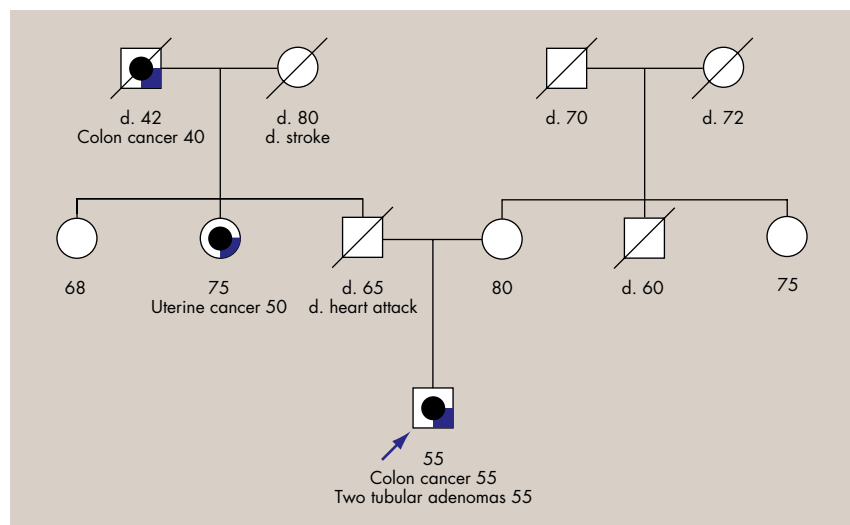 d. 42
Colon cancer 40
d. 80
d. stroke
d. 70
d. 72
68
75
Uterine cancer 50
d. 65
d. heart attack
80
d. 60
75
55
Colon cancer 55
Two tubular adenomas 55